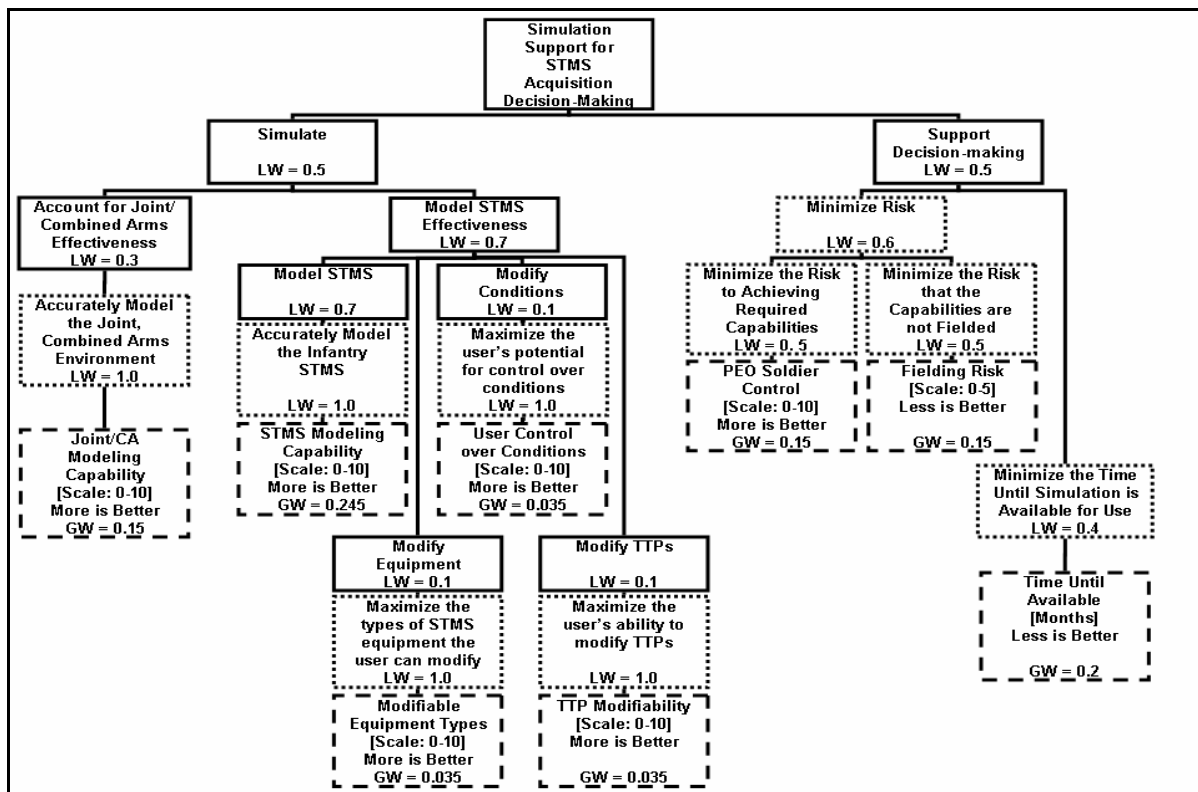 Simulation
Support for
STMS
Acquisition
Decision-Making
Simulate
LW = 0.5
Support
Decision-making
LW = 0.5
Account for Joint/
Combined Arms
Effectiveness
LW = 0.3
Model STMS
Effectiveness
LW = 0.7
Minimize Risk
LW = 0.6
Accurately Model
the Joint,
Combined Arms
Environment
LW = 1.0
Model STMS
LW = 0.7
Modify
Conditions
LW = 0.1
Minimize the Risk
to Achieving
Required
Capabilities
LW = 0. 5
Minimize the Risk
that the
Capabilities are
not Fielded
LW = 0.5
Accurately Model
the Infantry
STMS
LW = 1.0
Maximize the
user's potential
for control over
conditions
LW = 1.0
PEO Soldier
Control
[Scale: 0-10]
More is Better
GW = 0.15
Fielding Risk
[Scale: 0-5]
Less is Better
GW = 0.15
Joint/CA
Modeling
Capability
[Scale: 0-10]
More is Better
GW = 0.15
STMS Modeling
Capability
[Scale: 0-10]
More is Better
GW = 0.245
User Control
over Conditions
[Scale: 0-10]
More is Better
GW = 0.035
Minimize the Time
Until Simulation is
Available for Use
LW = 0.4
Modify
Equipment
LW = 0.1
Modify TTPs
LW = 0.1
Time Until
Available
[Months]
Less is Better
GW = 0.2
Maximize the
types of STMS
equipment the
user can modify
LW = 1.0
Maximize the
user's ability to
modify TTPs
LW = 1.0
Modifiable
Equipment Types
[Scale: 0-10]
More is Better
GW = 0.035
TTP Modifiability
[Scale: 0-10]
More is Better
GW = 0.035